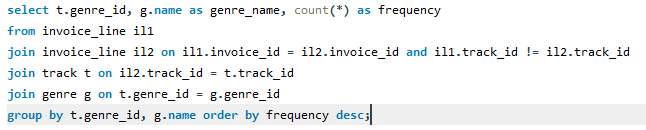 select t.genre_id, g.name as genre_name, count(*) as frequency
from invoice_line il1
join invoice_line il2 on il1.invoice_id = il2.invoice_id and il1.track_id != il2.track_id
join track t on il2.track_id = t.track_id
join genre g on t.genre_id = g.genre_id
group by t.genre_id, g.name order by frequency desc;